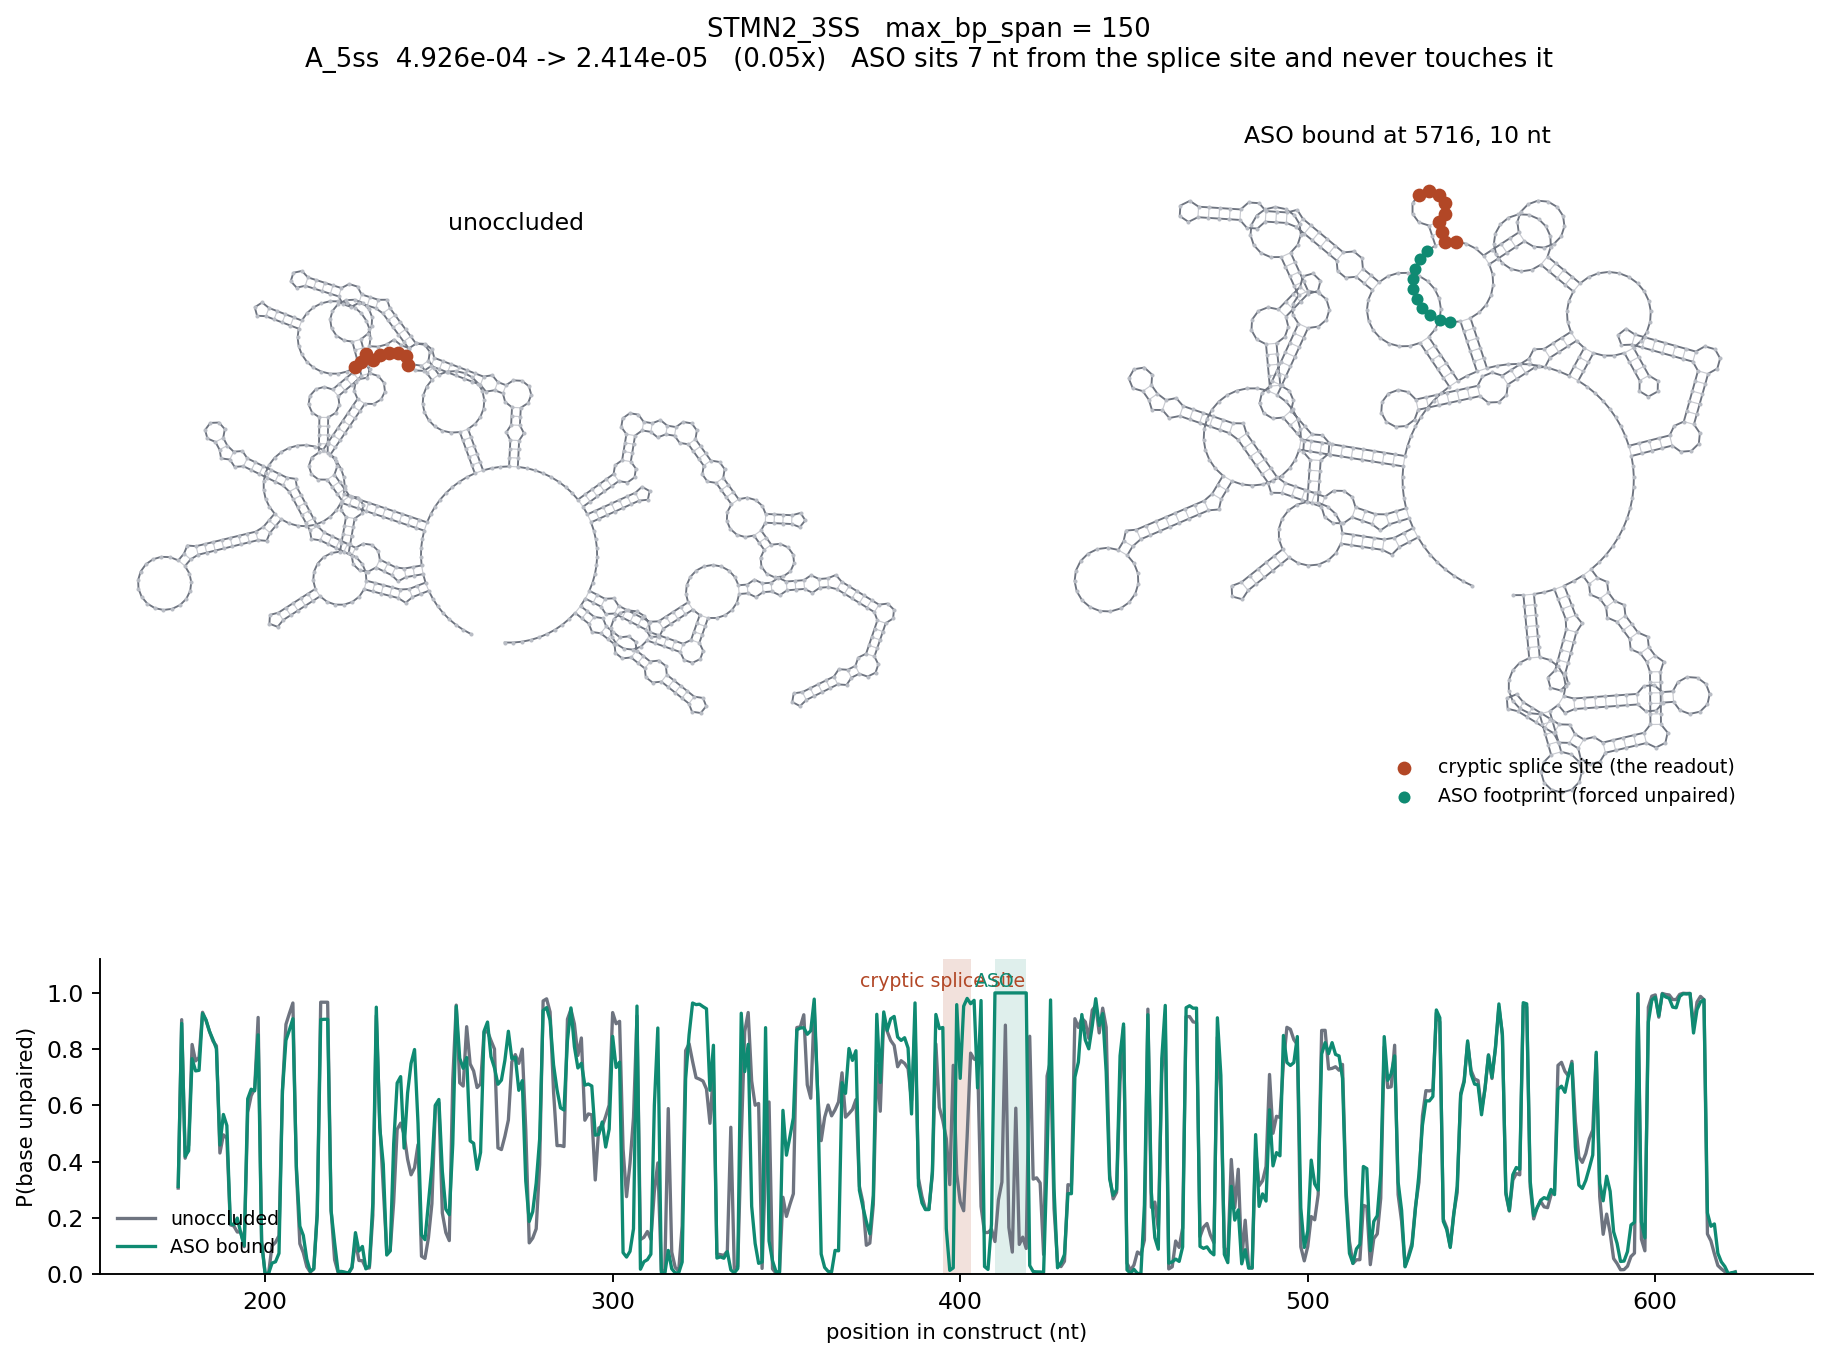 STMN2_3SS   max_bp_span = 150
A_5ss  4.926e-04 -> 2.414e-05   (0.05x)   ASO sits 7 nt from the splice site and never touches it
ASO bound at 5716, 10 nt
unoccluded
cryptic splice site (the readout)
ASO footprint (forced unpaired)
cryptic splice site
ASO
P(base unpaired)
1.0
0.8
0.6
0.4
0.2
0.0
unoccluded
ASO bound
200
300
400
500
600
position in construct (nt)